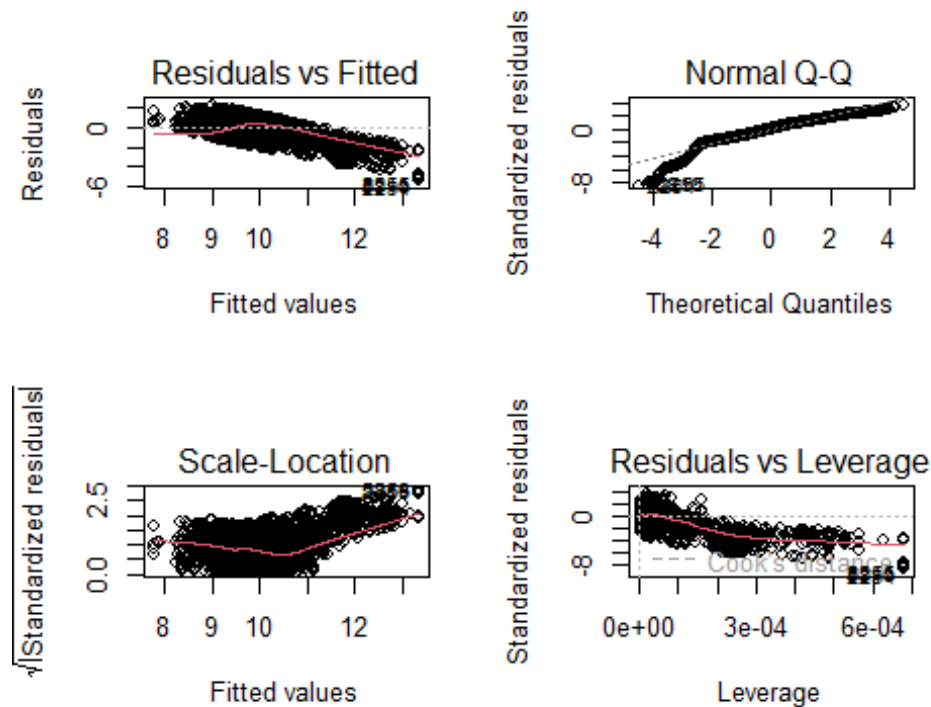 Residuals vs Fitted
Residuals
0
-6
8 9 10 12
Fitted values
Normal Q-Q
Standardized residuals
0
-8
-4 -2 0 2 4
Theoretical Quantiles
Scale-Location
√|Standardized residuals|
2.5
0.0
8 9 10 12
Fitted values
Residuals vs Leverage
Standardized residuals
0
-8
Cook's distance
0e+00 3e-04 6e-04
Leverage